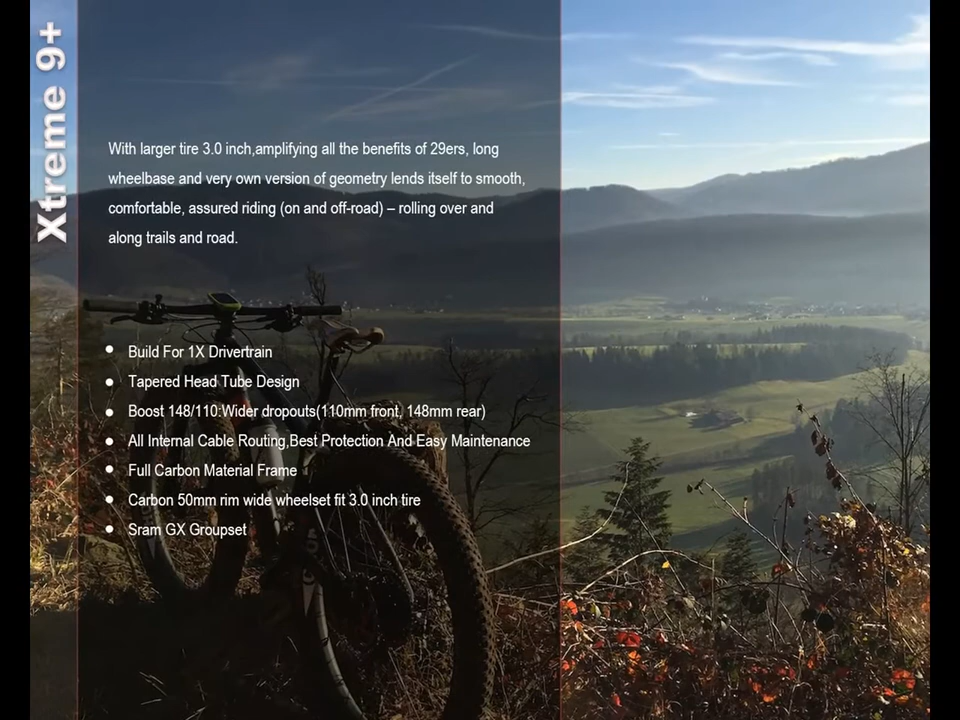 Xtreme 9+
With larger tire 3.0 inch,amplifying all the benefits of 29ers, long
wheelbase and very own version of geometry lends itself to smooth,
comfortable, assured riding (on and off-road) – rolling over and
along trails and road.
● Build For 1X Drivertrain
● Tapered Head Tube Design
● Boost 148/110:Wider dropouts(110mm front, 148mm rear)
● All Internal Cable Routing,Best Protection And Easy Maintenance
● Full Carbon Material Frame
● Carbon 50mm rim wide wheelset fit 3.0 inch tire
● Sram GX Groupset